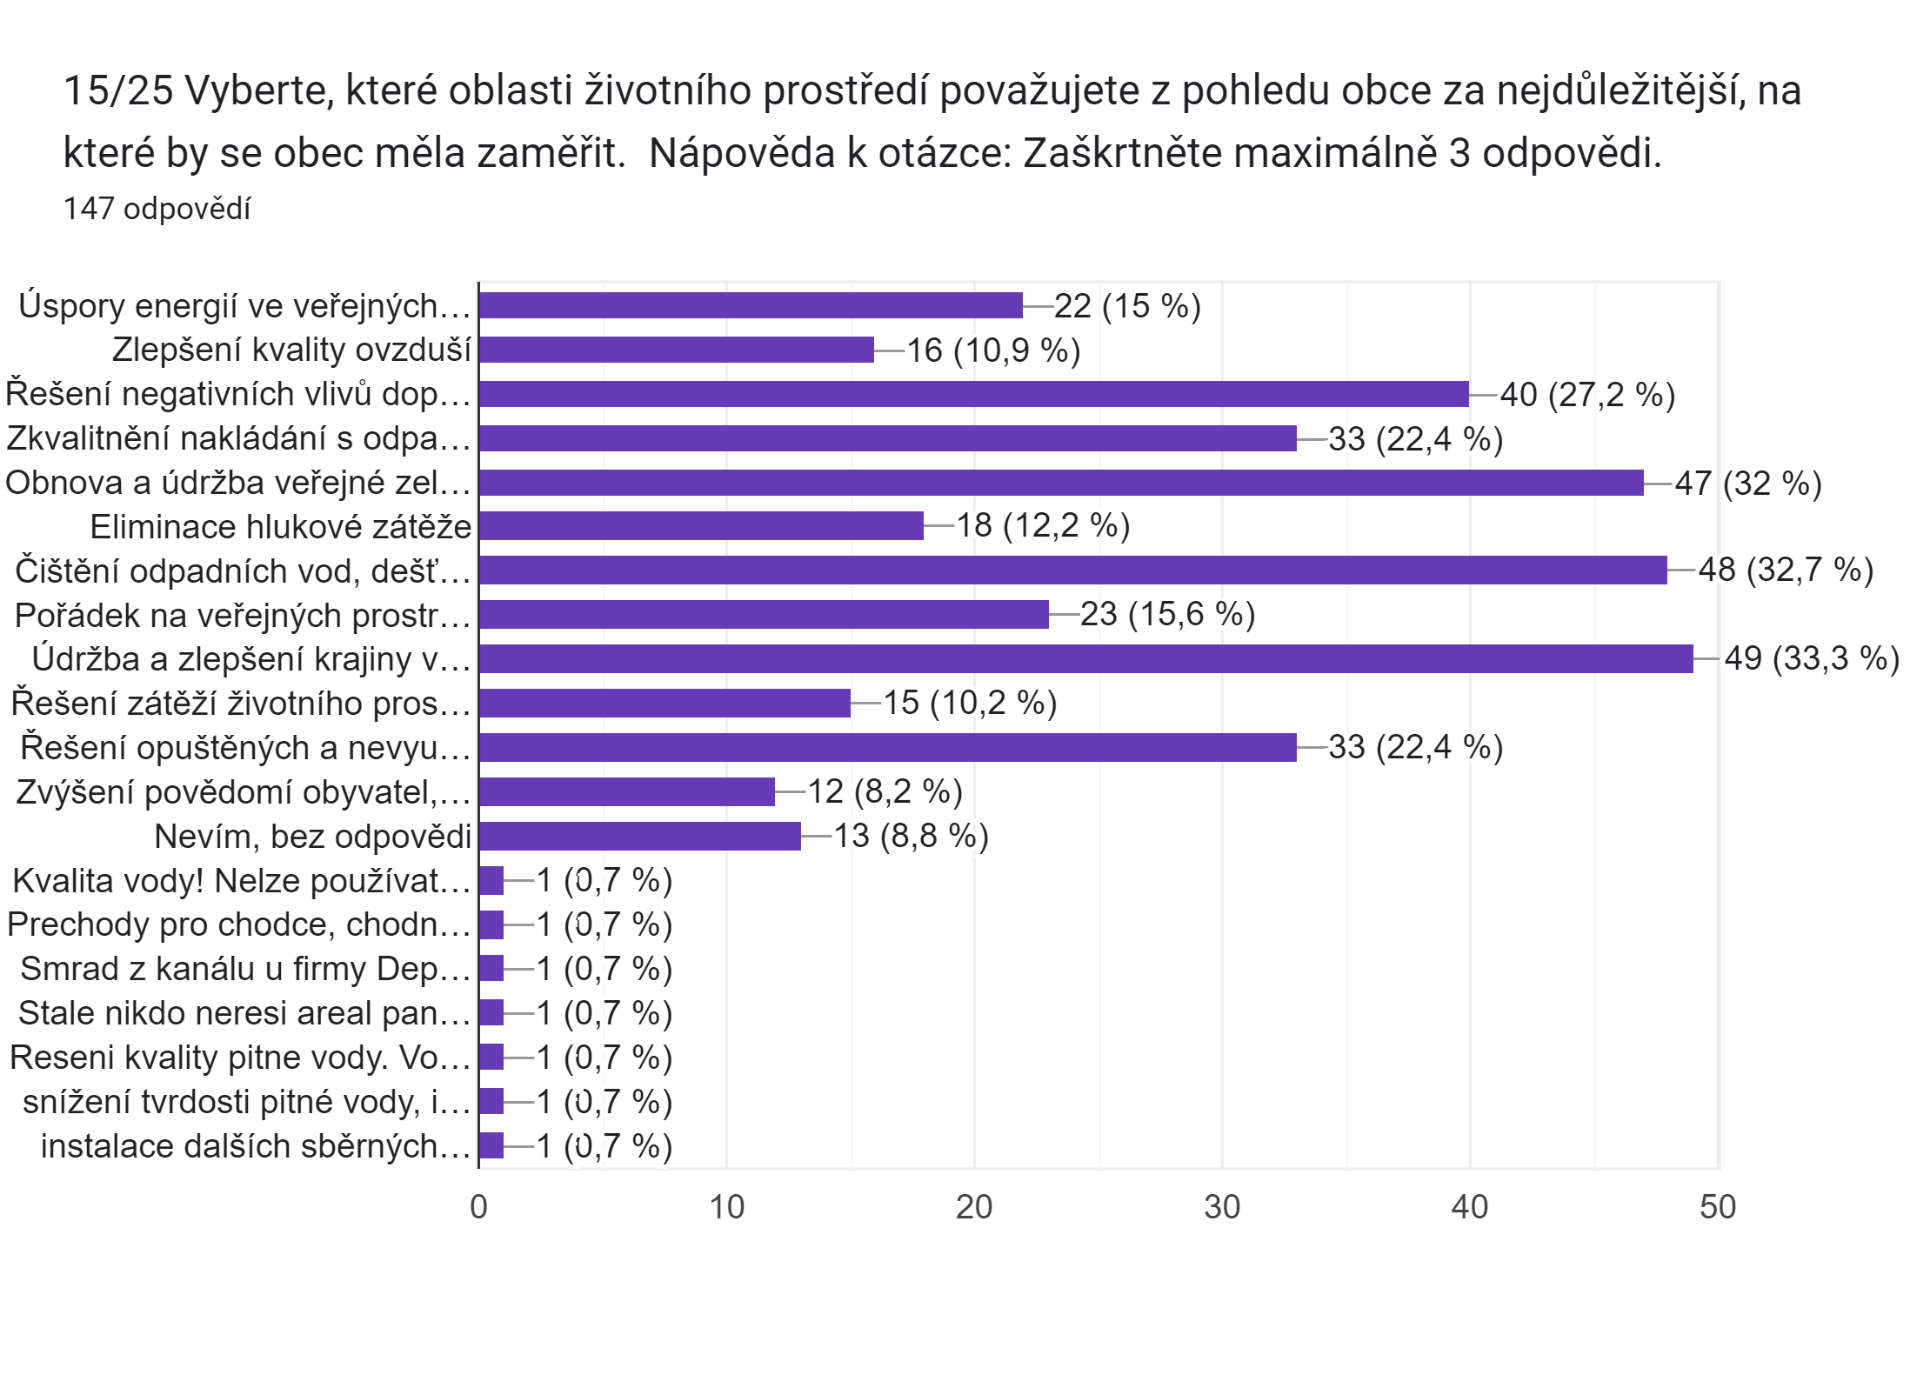 15/25 Vyberte, které oblasti životního prostředí považujete z pohledu obce za nejdůležitější, na
které by se obec měla zaměřit.  Nápověda k otázce: Zaškrtněte maximálně 3 odpovědi.
147 odpovědí
Úspory energií ve veřejných… 22 (15 %)
Zlepšení kvality ovzduší 16 (10,9 %)
Řešení negativních vlivů dop… 40 (27,2 %)
Zkvalitnění nakládání s odpa… 33 (22,4 %)
Obnova a údržba veřejné zel… 47 (32 %)
Eliminace hlukové zátěže 18 (12,2 %)
Čištění odpadních vod, dešť… 48 (32,7 %)
Pořádek na veřejných prostr… 23 (15,6 %)
Údržba a zlepšení krajiny v… 49 (33,3 %)
Řešení zátěží životního pros… 15 (10,2 %)
Řešení opuštěných a nevyu… 33 (22,4 %)
Zvýšení povědomí obyvatel,… 12 (8,2 %)
Nevím, bez odpovědi 13 (8,8 %)
Kvalita vody! Nelze používat… 1 (0,7 %)
Prechody pro chodce, chodn… 1 (0,7 %)
Smrad z kanálu u firmy Dep… 1 (0,7 %)
Stale nikdo neresi areal pan… 1 (0,7 %)
Reseni kvality pitne vody. Vo… 1 (0,7 %)
snížení tvrdosti pitné vody, i… 1 (0,7 %)
instalace dalších sběrných… 1 (0,7 %)
0 10 20 30 40 50